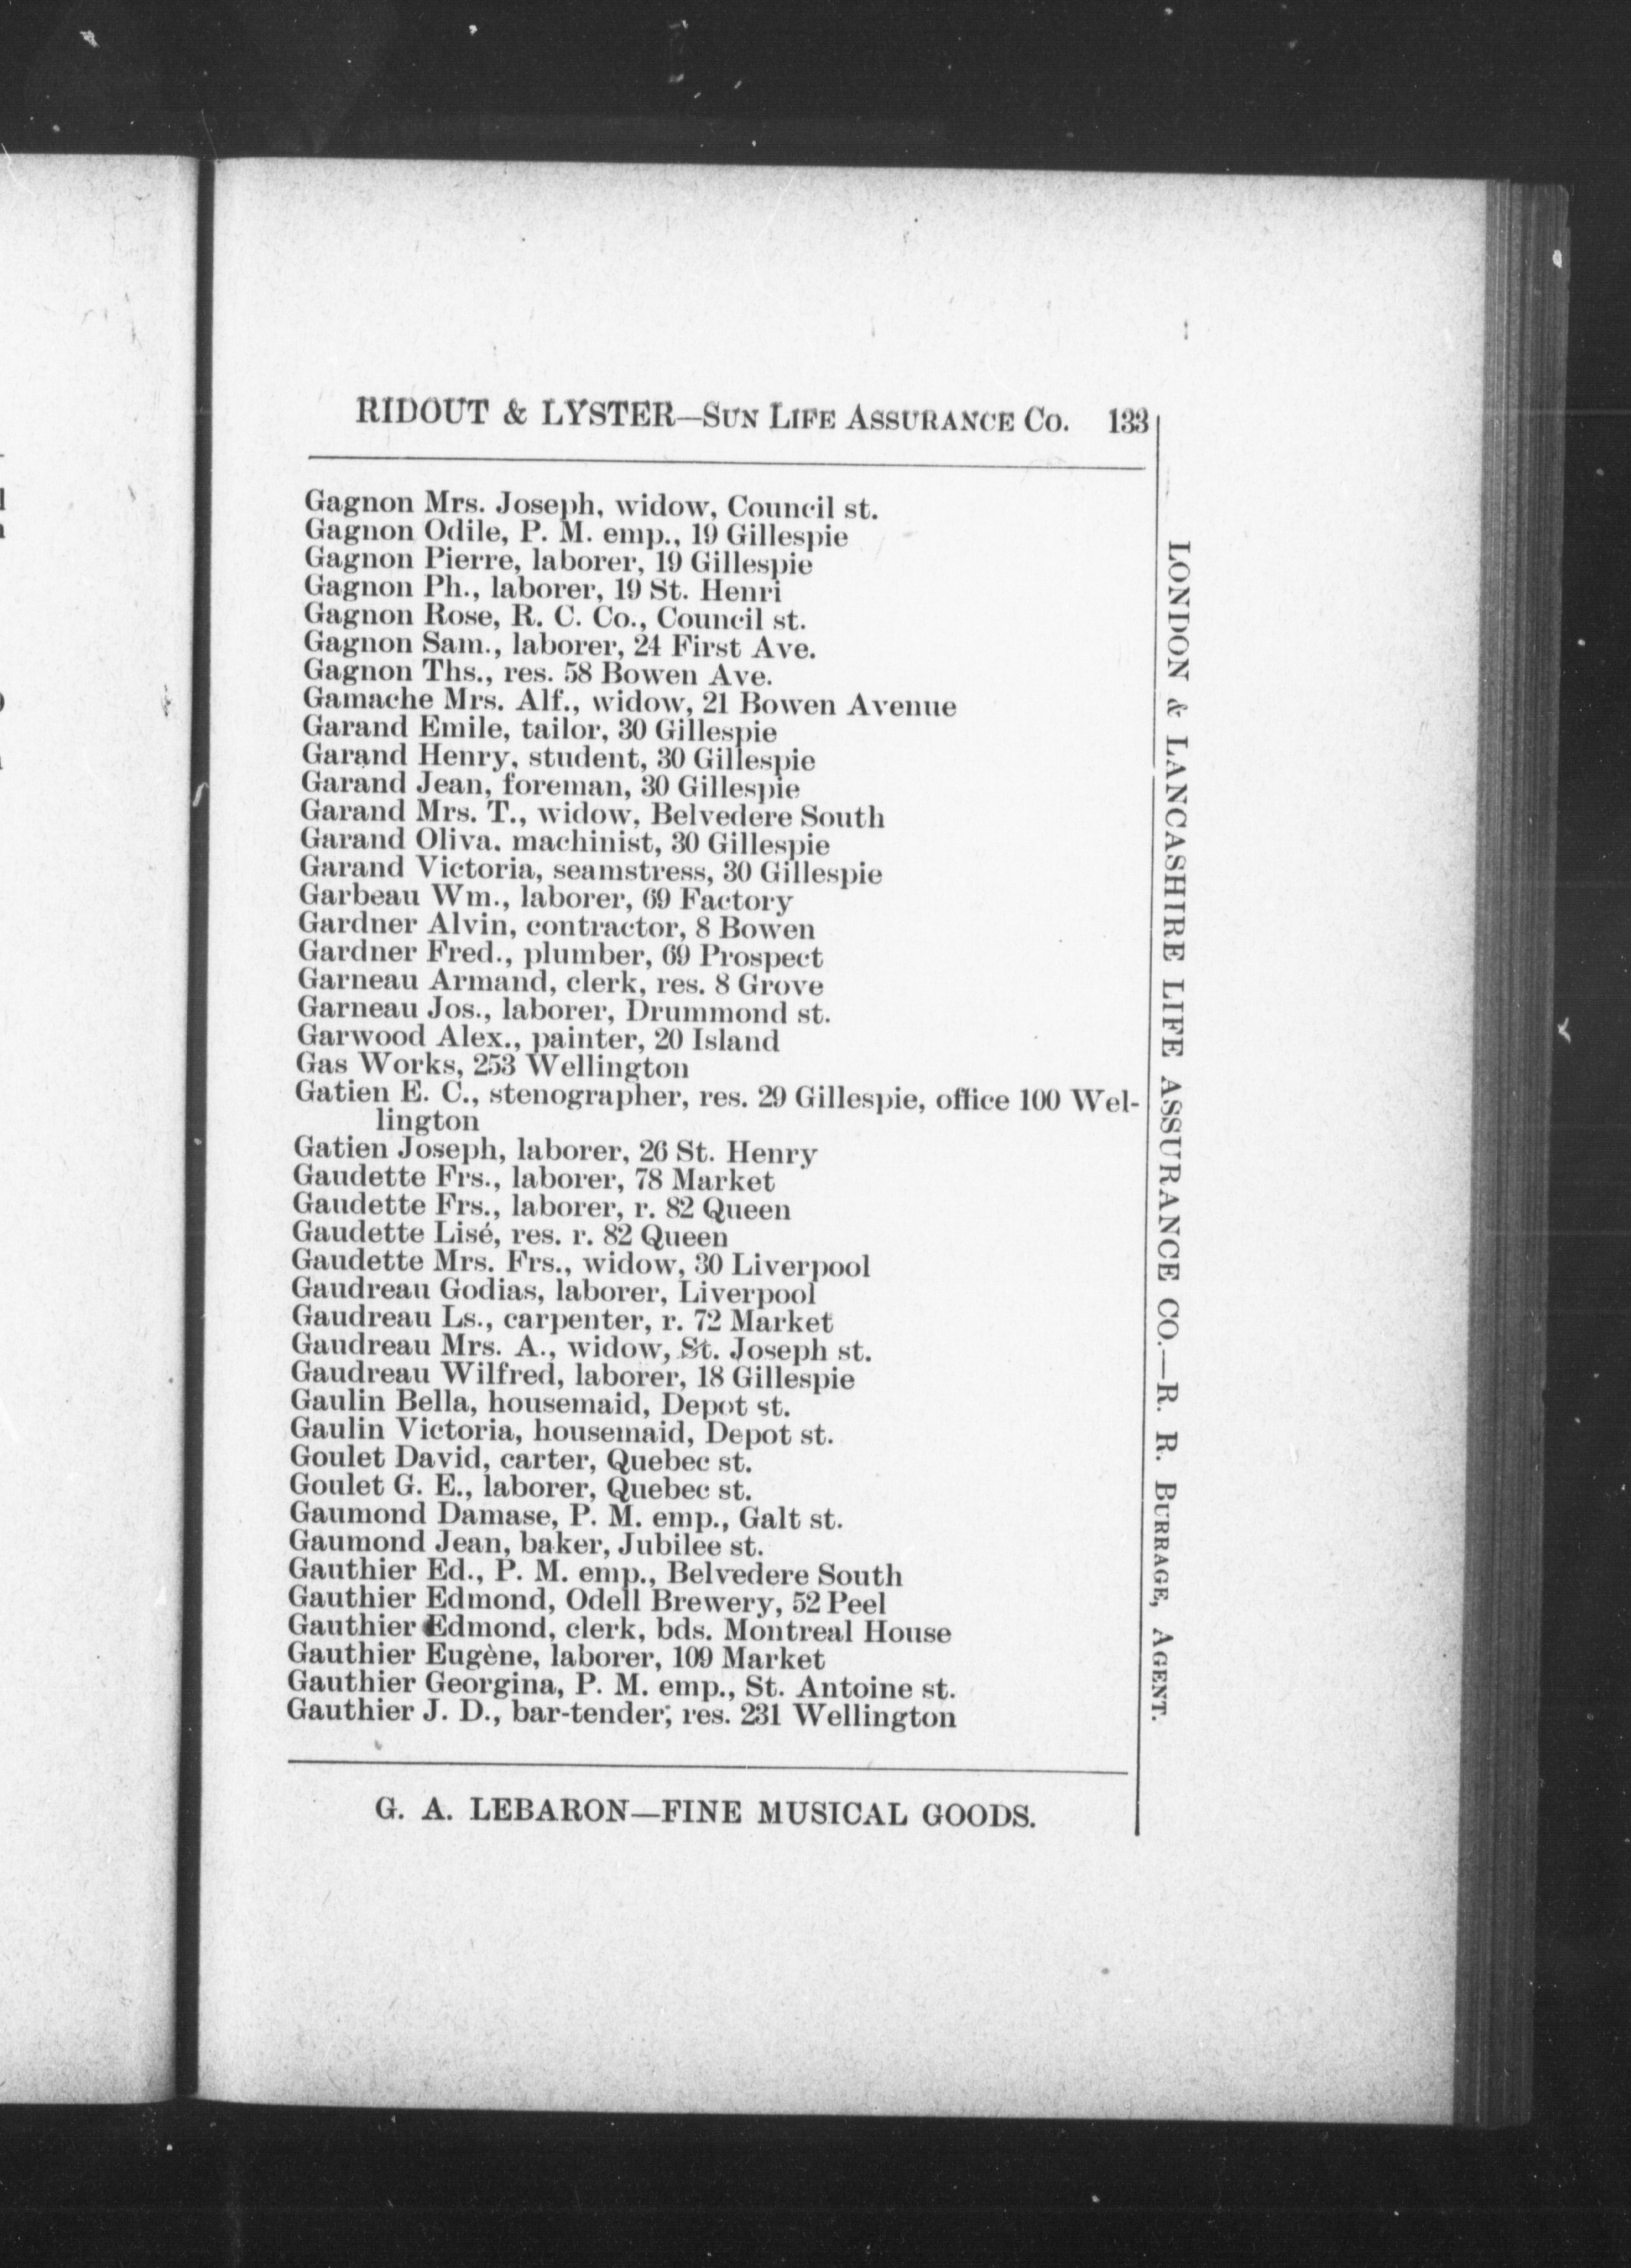 RIDOUT & LYSTER—SUN LIFE ASSURANCE CO. 133
Gagnon Mrs. Joseph, widow, Council st.
Gagnon Odile, P. M. emp., 19 Gillespie
Gagnon Pierre, laborer, 19 Gillespie
Gagnon Ph., laborer, 19 St. Henri
Gagnon Rose, R. C. Co., Council st.
Gagnon Sam., laborer, 24 First Ave.
Gagnon Ths., res. 58 Bowen Ave.
Gamache Mrs. Alf., widow, 21 Bowen Avenue
Garand Emile, tailor, 30 Gillespie
Garand Henry, student, 30 Gillespie
Garand Jean, foreman, 30 Gillespie
Garand Mrs. T., widow, Belvedere South
Garand Oliva. machinist, 30 Gillespie
Garand Victoria, seamstress, 30 Gillespie
Garbeau Wm., laborer, 69 Factory
Gardner Alvin, contractor, 8 Bowen
Gardner Fred., plumber, 69 Prospect
Garneau Armand, clerk, res. 8 Grove
Garneau Jos., laborer, Drummond st.
Garwood Alex., painter, 20 Island
Gas Works, 253 Wellington
Gatien E. C., stenographer, res. 29 Gillespie, office 100 Wel-
lington
Gatien Joseph, laborer, 26 St. Henry
Gaudette Frs., laborer, 78 Market
Gaudette Frs., laborer, r. 82 Queen
Gaudette Lisé, res. r. 82 Queen
Gaudette Mrs. Frs., widow, 30 Liverpool
Gaudreau Godias, laborer, Liverpool
Gaudreau Ls., carpenter, r. 72 Market
Gaudreau Mrs. A., widow, St. Joseph st.
Gaudreau Wilfred, laborer, 18 Gillespie
Gaulin Bella, housemaid, Depot st.
Gaulin Victoria, housemaid, Depot st.
Goulet David, carter, Quebec st.
Goulet G. E., laborer, Quebec st.
Gaumond Damase, P. M. emp., Galt st.
Gaumond Jean, baker, Jubilee st.
Gauthier Ed., P. M. emp., Belvedere South
Gauthier Edmond, Odell Brewery, 52 Peel
Gauthier Edmond, clerk, bds. Montreal House
Gauthier Eugène, laborer, 109 Market
Gauthier Georgina, P. M. emp., St. Antoine st.
Gauthier J. D., bar-tender, res. 231 Wellington
G. A. LEBARON—FINE MUSICAL GOODS.
LONDON & LANCASHIRE LIFE ASSURANCE CO.—R. R. BURRAGE, AGENT.